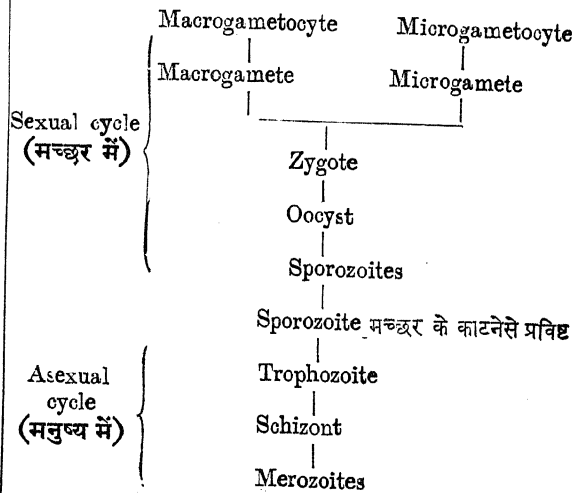 Macrogametocyte Microgametocyte
Macrogamete Microgamete
Sexual cycle
(मच्छर में)
Zygote
Oocyst
Sporozoites
Sporozoite मच्छर के काटनेसे प्रविष्ट
Asexual cycle
(मनुष्य में)
Trophozoite
Schizont
Merozoites